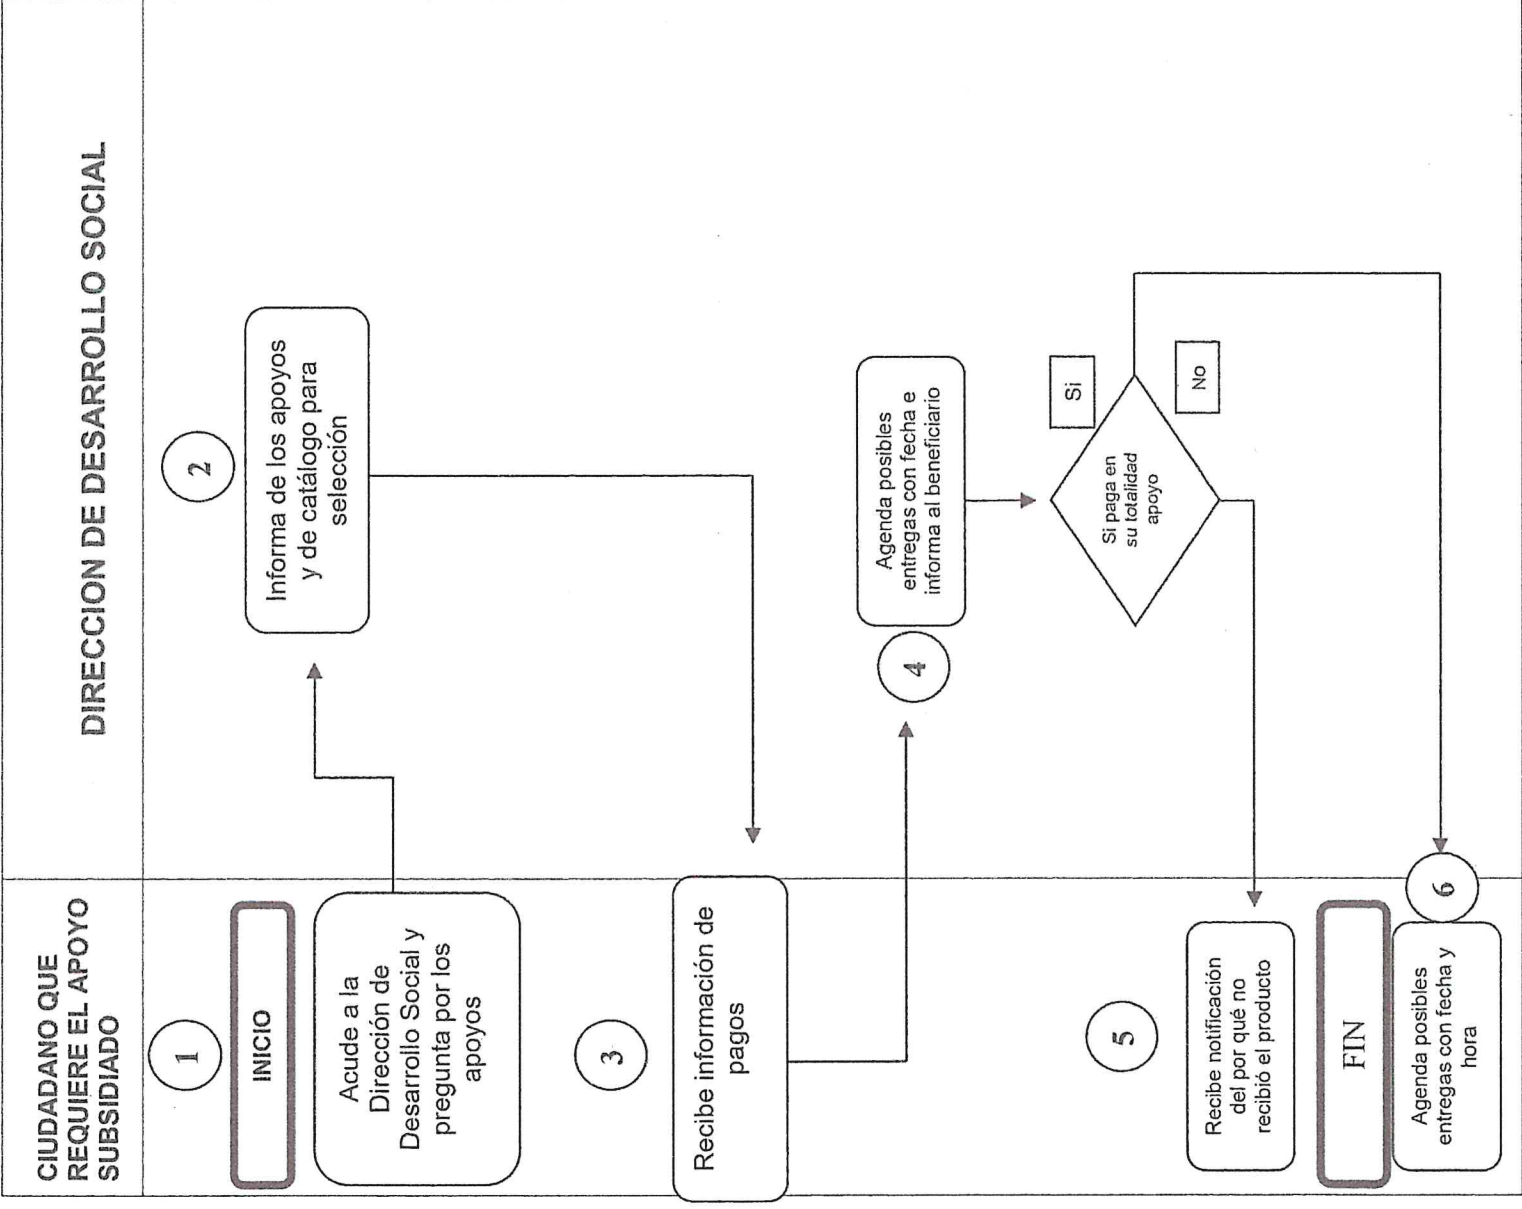 CIUDADANO QUE
REQUIERE EL APOYO
SUBSIDIADO
DIRECCION DE DESARROLLO SOCIAL
1
INICIO
Acude a la
Dirección de
Desarrollo Social y
pregunta por los
apoyos
2
Informa de los apoyos
y de catálogo para
selección
3
Recibe información de
pagos
4
Agenda posibles
entregas con fecha e
informa al beneficiario
Si paga en
su totalidad
apoyo
Si
No
5
Recibe notificación
del por qué no
recibió el producto
FIN
6
Agenda posibles
entregas con fecha y
hora